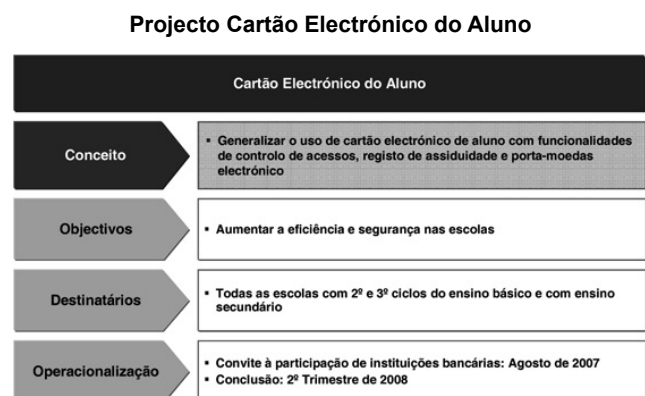 Projecto Cartão Electrónico do Aluno
Cartão Electrónico do Aluno
Conceito
▪ Generalizar o uso de cartão electrónico de aluno com funcionalidades
de controlo de acessos, registo de assiduidade e porta-moedas
electrónico
Objectivos
▪ Aumentar a eficiência e segurança nas escolas
Destinatários
▪ Todas as escolas com 2º e 3º ciclos do ensino básico e com ensino
secundário
Operacionalização
▪ Convite à participação de instituições bancárias: Agosto de 2007
▪ Conclusão: 2º Trimestre de 2008